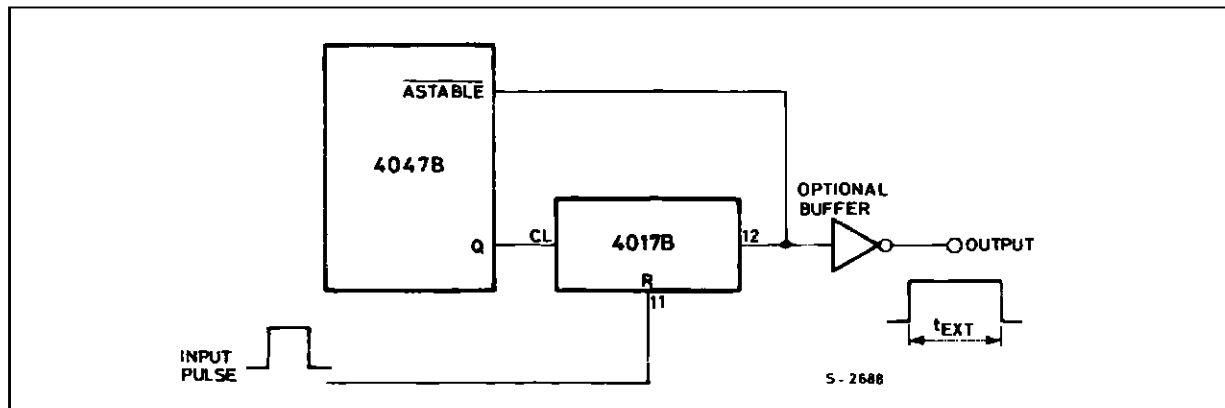 ASTABLE
4047B
OPTIONAL
BUFFER
Q
CL
4017B
12
OUTPUT
R
11
tEXT
INPUT
PULSE
S-2688